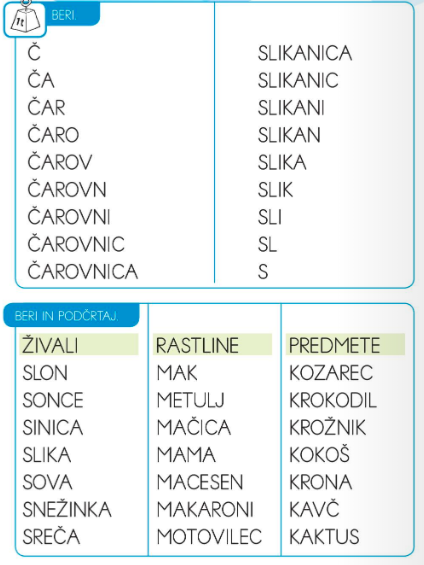 1t
BERI.
Č
ČA
ČAR
ČARO
ČAROV
ČAROVN
ČAROVNI
ČAROVNIC
ČAROVNICA
SLIKANICA
SLIKANIC
SLIKANI
SLIKAN
SLIKA
SLIK
SLI
SL
S
BERI IN PODČRTAJ.
ŽIVALI
SLON
SONCE
SINICA
SLIKA
SOVA
SNEŽINKA
SREČA
RASTLINE
MAK
METULJ
MAČICA
MAMA
MACESEN
MAKARONI
MOTOVILEC
PREDMETE
KOZAREC
KROKODIL
KROŽNIK
KOKOŠ
KRONA
KAVČ
KAKTUS